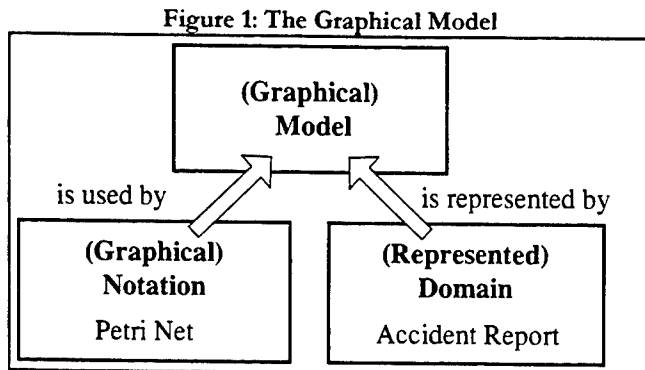 Figure 1: The Graphical Model
(Graphical)
Model
is used by
is represented by
(Graphical)
Notation
Petri Net
(Represented)
Domain
Accident Report